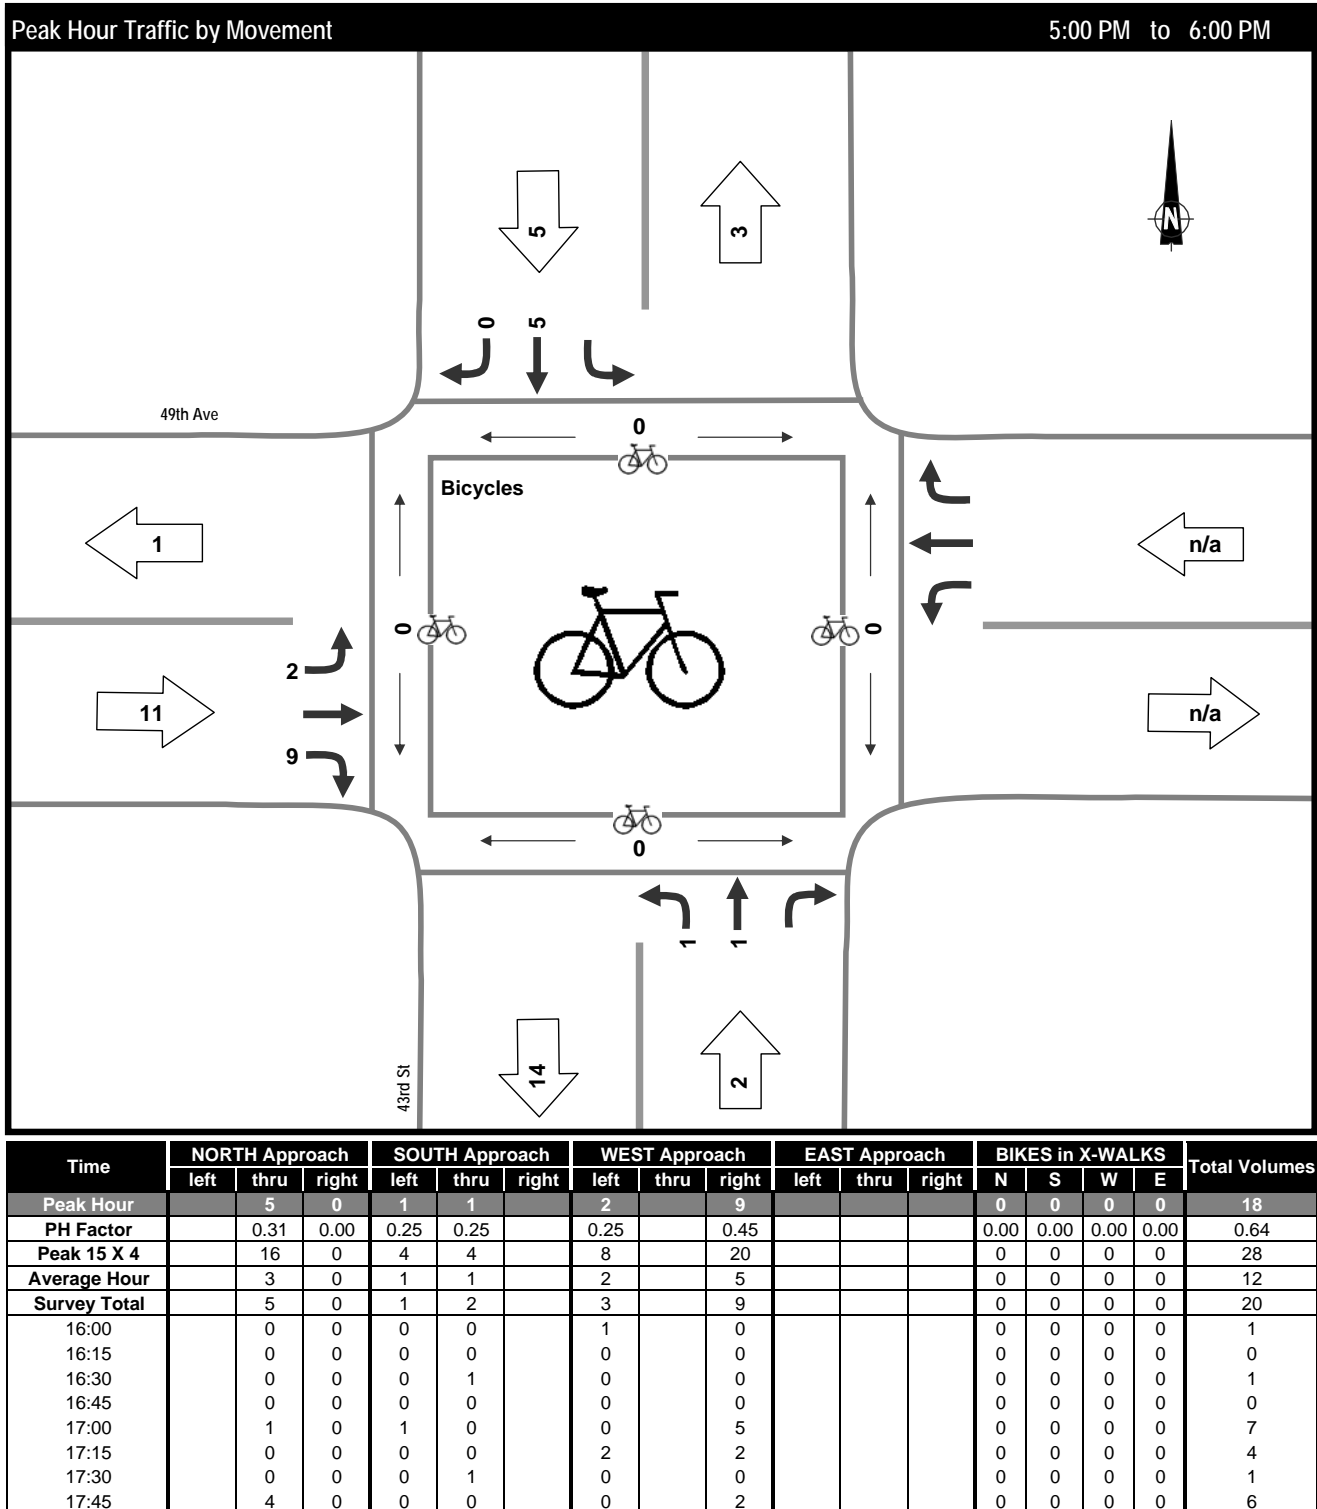 Peak Hour Traffic by Movement 5:00 PM to 6:00 PM
N
5 3
0 5
49th Ave
0
Bicycles
1 n/a
0 0
2
11 n/a
9
0
1 1
43rd St
14 2
Time NORTH Approach SOUTH Approach WEST Approach EAST Approach BIKES in X-WALKS Total Volumes
left thru right left thru right left thru right left thru right N S W E
Peak Hour 5 0 1 1 2 9 0 0 0 0 18
PH Factor 0.31 0.00 0.25 0.25 0.25 0.45 0.00 0.00 0.00 0.00 0.64
Peak 15 X 4 16 0 4 4 8 20 0 0 0 0 28
Average Hour 3 0 1 1 2 5 0 0 0 0 12
Survey Total 5 0 1 2 3 9 0 0 0 0 20
16:00 0 0 0 0 1 0 0 0 0 0 1
16:15 0 0 0 0 0 0 0 0 0 0 0
16:30 0 0 0 1 0 0 0 0 0 0 1
16:45 0 0 0 0 0 0 0 0 0 0 0
17:00 1 0 1 0 0 5 0 0 0 0 7
17:15 0 0 0 0 2 2 0 0 0 0 4
17:30 0 0 0 1 0 0 0 0 0 0 1
17:45 4 0 0 0 0 2 0 0 0 0 6